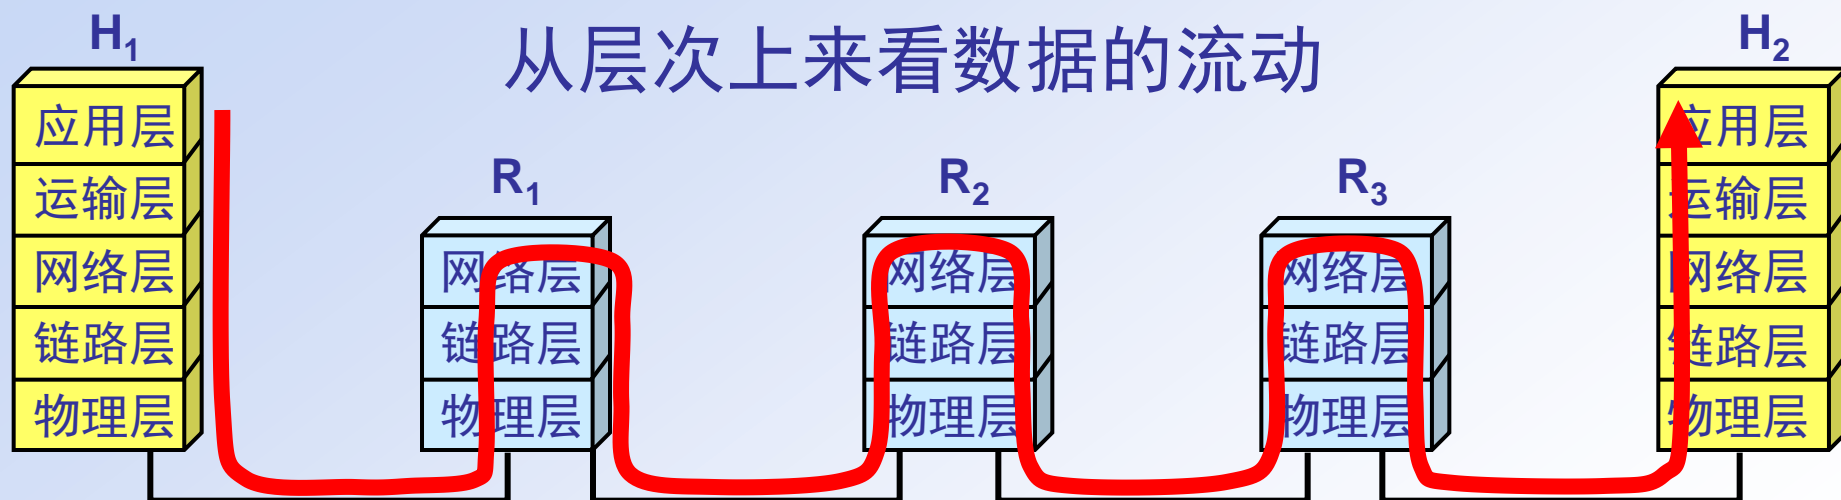 从层次上来看数据的流动
H1
应用层
运输层
网络层
链路层
物理层
R1
网络层
链路层
物理层
R2
网络层
链路层
物理层
R3
网络层
链路层
物理层
H2
应用层
运输层
网络层
链路层
物理层